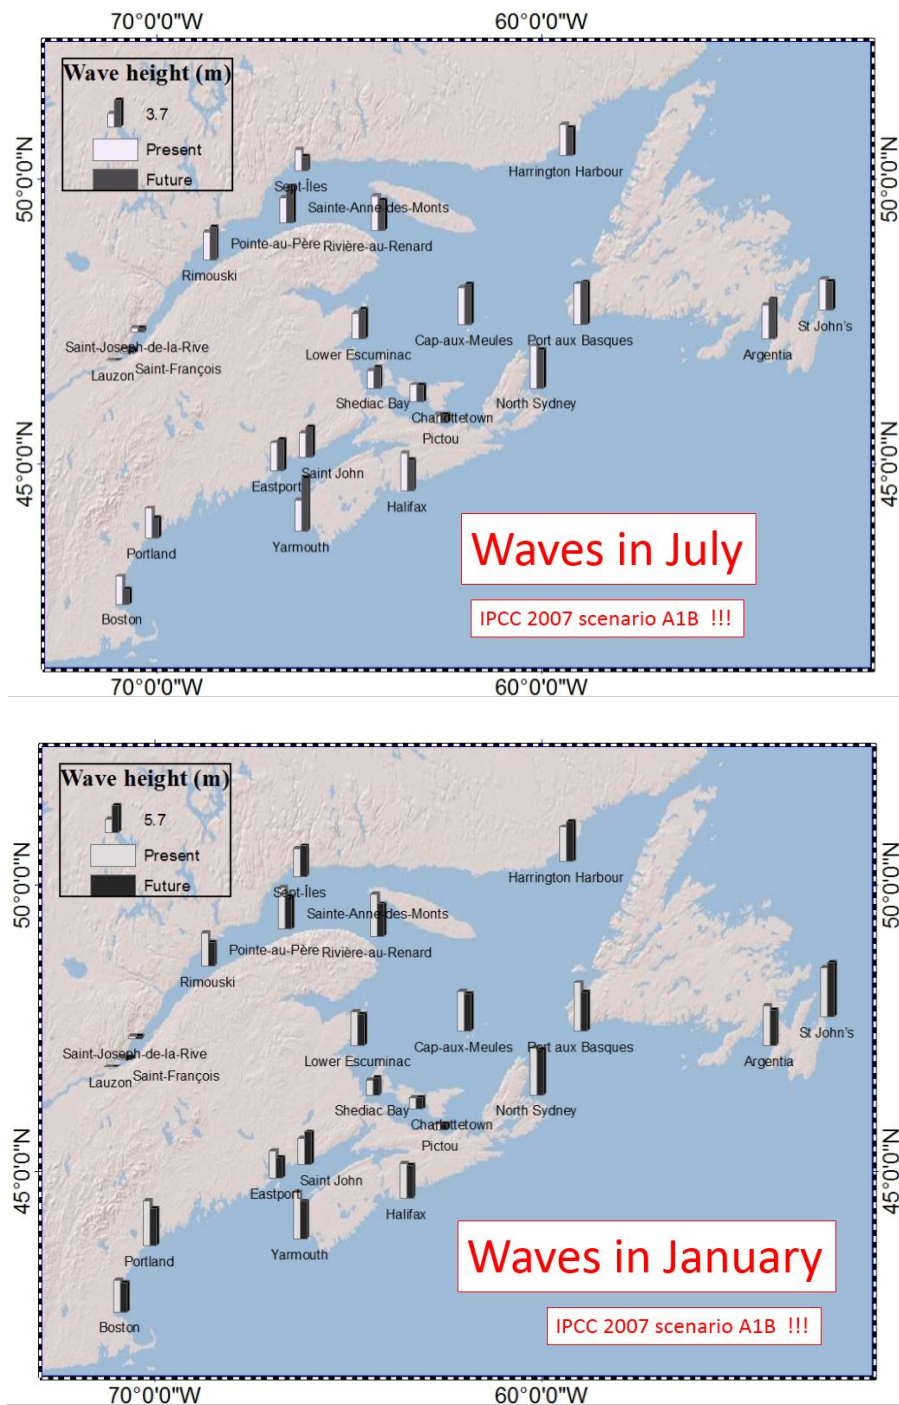 70°0'0"W 60°0'0"W
Wave height (m)
3.7
Present
Future
50°0'0"N
50°0'0"N
Harrington Harbour
Sept-Îles
Sainte-Anne-des-Monts
Pointe-au-Père
Rivière-au-Renard
Rimouski
St John's
Saint-Joseph-de-la-Rive
Lower Escuminac
Cap-aux-Meules
Port aux Basques
Argentia
Saint-François
Lauzon
Shediac Bay
North Sydney
Charlottetown
Pictou
45°0'0"N
45°0'0"N
Saint John
Eastport
Halifax
Yarmouth
Portland
Boston
Waves in July
IPCC 2007 scenario A1B !!!
70°0'0"W 60°0'0"W
Wave height (m)
5.7
Present
Future
50°0'0"N
50°0'0"N
Harrington Harbour
Sept-Îles
Sainte-Anne-des-Monts
Pointe-au-Père
Rivière-au-Renard
Rimouski
St John's
Saint-Joseph-de-la-Rive
Lower Escuminac
Cap-aux-Meules
Port aux Basques
Argentia
Saint-François
Lauzon
Shediac Bay
North Sydney
Charlottetown
Pictou
45°0'0"N
45°0'0"N
Saint John
Eastport
Halifax
Yarmouth
Portland
Boston
Waves in January
IPCC 2007 scenario A1B !!!
70°0'0"W 60°0'0"W